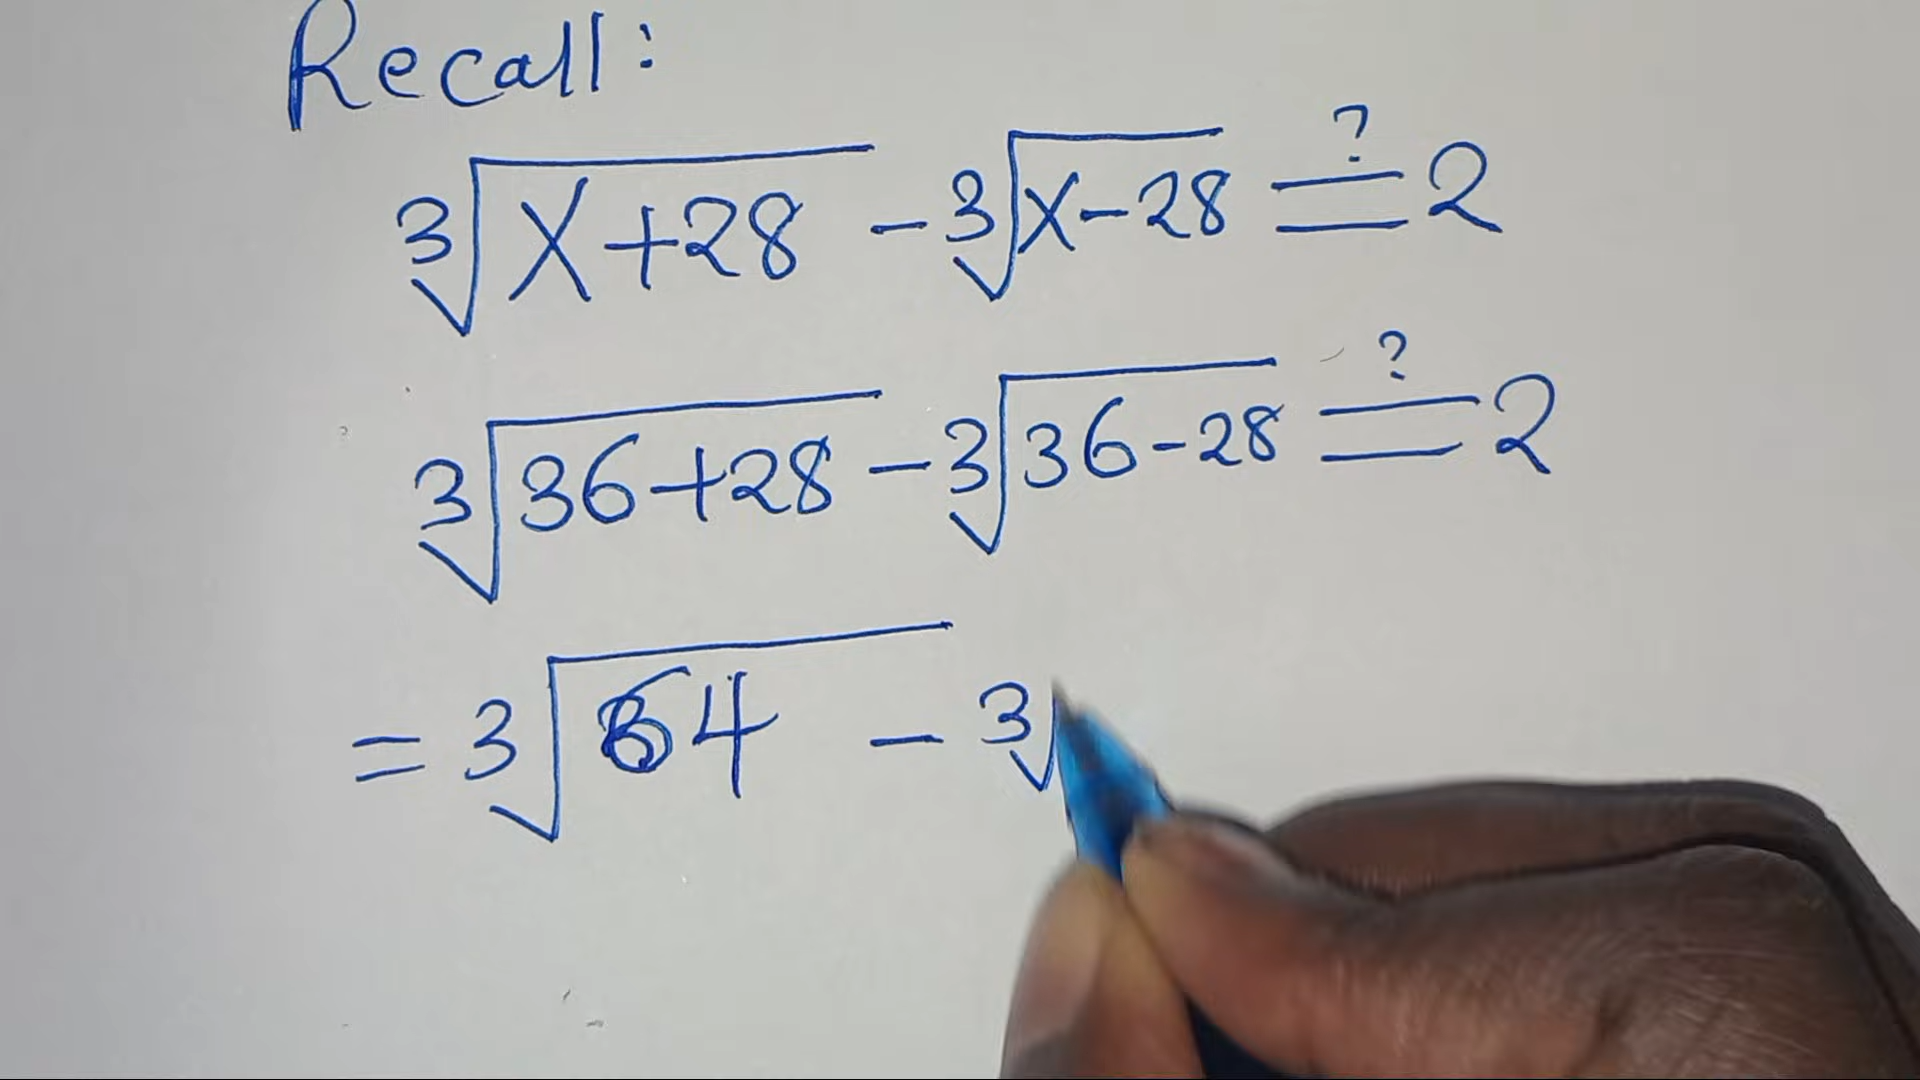 Recall:
∛(x+28) - ∛(x-28) ≟ 2
∛(36+28) - ∛(36-28) ≟ 2
= ∛64 - ∛